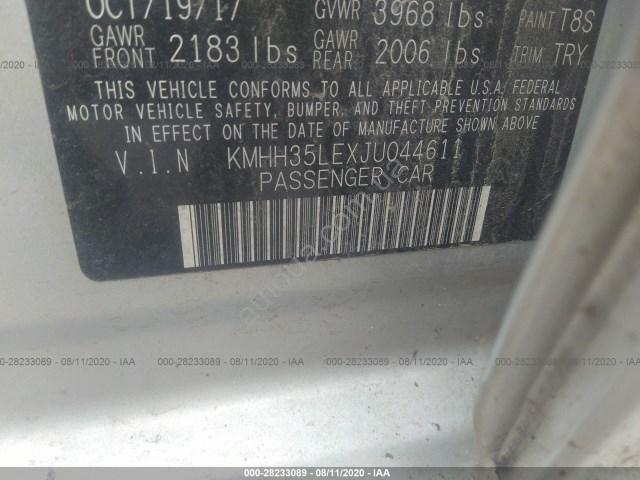 OCT/19/17 GVWR 3968 lbs PAINT T8S
GAWR FRONT 2183 lbs GAWR REAR 2006 lbs TRIM TRY
THIS VEHICLE CONFORMS TO ALL APPLICABLE U.S.A. FEDERAL
MOTOR VEHICLE SAFETY, BUMPER, AND THEFT PREVENTION STANDARDS
IN EFFECT ON THE DATE OF MANUFACTURE SHOWN ABOVE.
V.I.N KMHH35LEXJU044611
PASSENGER CAR
000-28233089 - 08/11/2020 - IAA